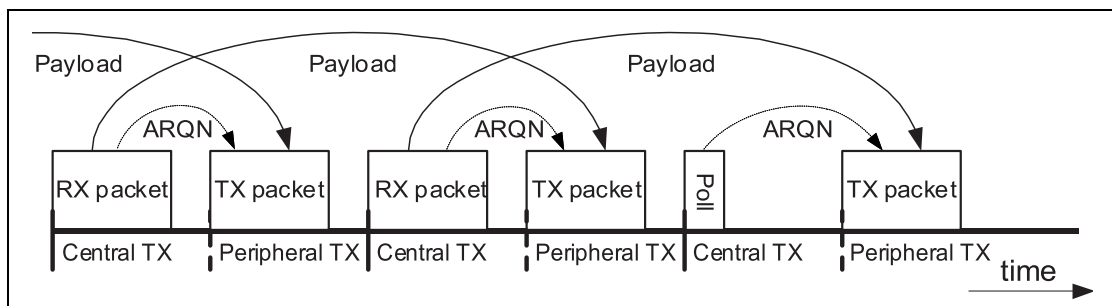 Payload Payload Payload
ARQN ARQN ARQN
RX packet TX packet RX packet TX packet Poll TX packet
Central TX Peripheral TX Central TX Peripheral TX Central TX Peripheral TX
time